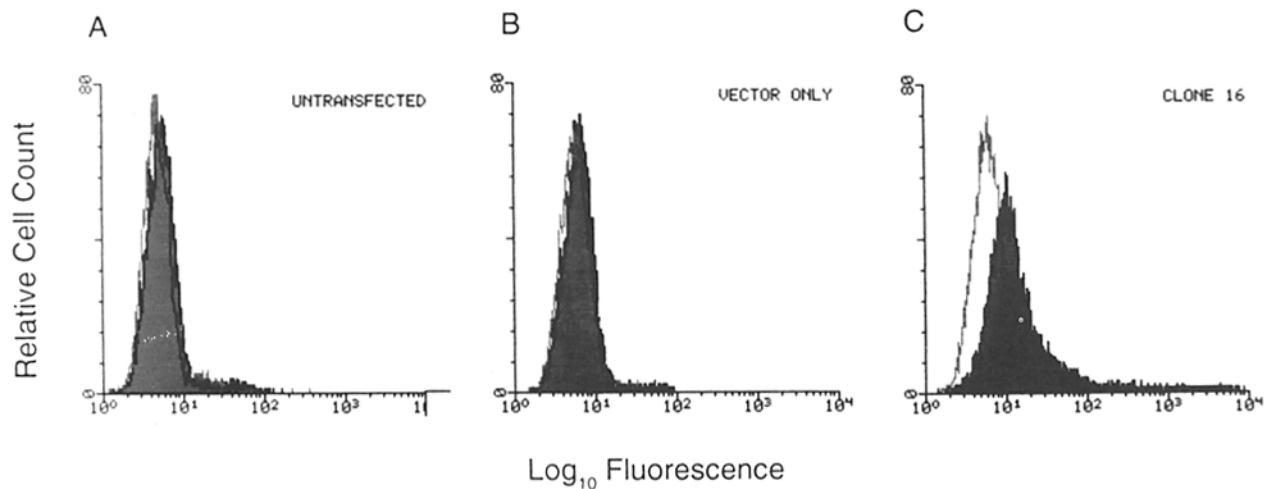 A
B
C
Relative Cell Count
80
0
UNTRANSFECTED
10⁰ 10¹ 10² 10³
80
0
VECTOR ONLY
10⁰ 10¹ 10² 10³ 10⁴
80
0
CLONE 16
10⁰ 10¹ 10² 10³ 10⁴
Log₁₀ Fluorescence